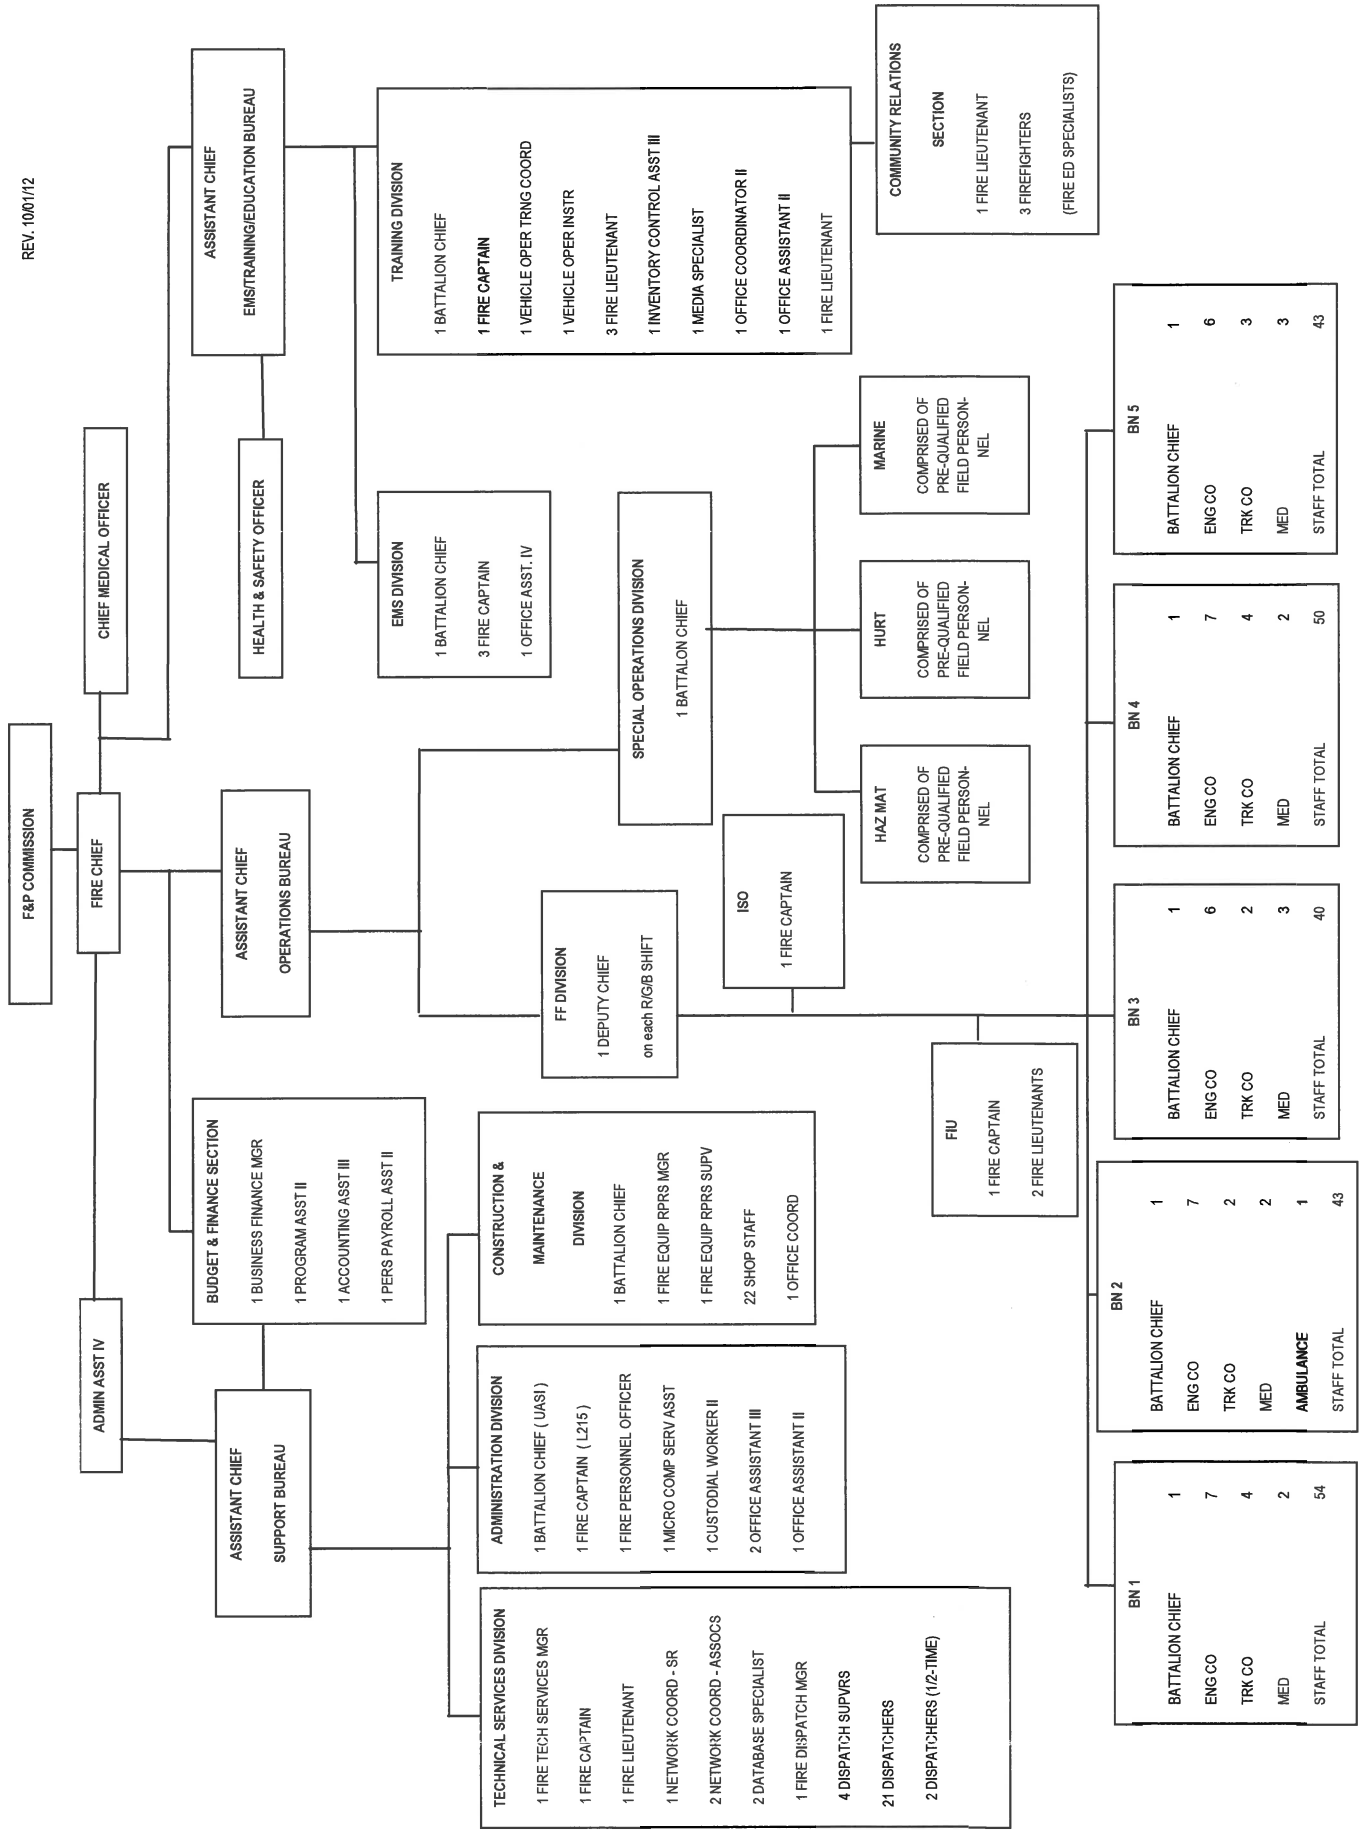 REV. 10/01/12
F&P COMMISSION
FIRE CHIEF
CHIEF MEDICAL OFFICER
ADMIN ASST IV
ASSISTANT CHIEF
SUPPORT BUREAU
BUDGET & FINANCE SECTION
1 BUSINESS FINANCE MGR
1 PROGRAM ASST II
1 ACCOUNTING ASST III
1 PERS PAYROLL ASST II
ASSISTANT CHIEF
OPERATIONS BUREAU
HEALTH & SAFETY OFFICER
ASSISTANT CHIEF
EMS/TRAINING/EDUCATION BUREAU
TECHNICAL SERVICES DIVISION
1 FIRE TECH SERVICES MGR
1 FIRE CAPTAIN
1 FIRE LIEUTENANT
1 NETWORK COORD - SR
2 NETWORK COORD - ASSOCS
2 DATABASE SPECIALIST
1 FIRE DISPATCH MGR
4 DISPATCH SUPVRS
21 DISPATCHERS
2 DISPATCHERS (1/2-TIME)
ADMINISTRATION DIVISION
1 BATTALION CHIEF ( UASI )
1 FIRE CAPTAIN ( L215 )
1 FIRE PERSONNEL OFFICER
1 MICRO COMP SERV ASST
1 CUSTODIAL WORKER II
2 OFFICE ASSISTANT III
1 OFFICE ASSISTANT II
CONSTRUCTION &
MAINTENANCE
DIVISION
1 BATTALION CHIEF
1 FIRE EQUIP RPRS MGR
1 FIRE EQUIP RPRS SUPV
22 SHOP STAFF
1 OFFICE COORD
FF DIVISION
1 DEPUTY CHIEF
on each R/G/B SHIFT
SPECIAL OPERATIONS DIVISION
1 BATTALON CHIEF
EMS DIVISION
1 BATTALION CHIEF
3 FIRE CAPTAIN
1 OFFICE ASST. IV
TRAINING DIVISION
1 BATTALION CHIEF
1 FIRE CAPTAIN
1 VEHICLE OPER TRNG COORD
1 VEHICLE OPER INSTR
3 FIRE LIEUTENANT
1 INVENTORY CONTROL ASST III
1 MEDIA SPECIALIST
1 OFFICE COORDINATOR II
1 OFFICE ASSISTANT II
1 FIRE LIEUTENANT
ISO
1 FIRE CAPTAIN
HAZ MAT
COMPRISED OF
PRE-QUALIFIED
FIELD PERSON-
NEL
HURT
COMPRISED OF
PRE-QUALIFIED
FIELD PERSON-
NEL
MARINE
COMPRISED OF
PRE-QUALIFIED
FIELD PERSON-
NEL
COMMUNITY RELATIONS
SECTION
1 FIRE LIEUTENANT
3 FIREFIGHTERS
(FIRE ED SPECIALISTS)
FIU
1 FIRE CAPTAIN
2 FIRE LIEUTENANTS
BN 1
BATTALION CHIEF 1
ENG CO 7
TRK CO 4
MED 2
STAFF TOTAL 54
BN 2
BATTALION CHIEF 1
ENG CO 7
TRK CO 2
MED 2
AMBULANCE 1
STAFF TOTAL 43
BN 3
BATTALION CHIEF 1
ENG CO 6
TRK CO 2
MED 3
STAFF TOTAL 40
BN 4
BATTALION CHIEF 1
ENG CO 7
TRK CO 4
MED 2
STAFF TOTAL 50
BN 5
BATTALION CHIEF 1
ENG CO 6
TRK CO 3
MED 3
STAFF TOTAL 43